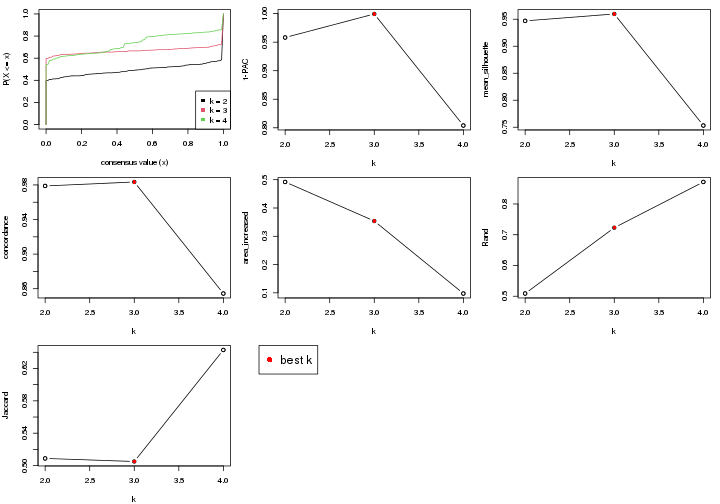 P(X <= x)
0.0 0.2 0.4 0.6 0.8 1.0
k = 2
k = 3
k = 4
0.0 0.2 0.4 0.6 0.8 1.0
consensus value (x)
1-PAC
0.80 0.85 0.90 0.95 1.00
2.0 2.5 3.0 3.5 4.0
k
mean_silhouette
0.75 0.80 0.85 0.90 0.95
2.0 2.5 3.0 3.5 4.0
k
concordance
0.86 0.90 0.94 0.98
2.0 2.5 3.0 3.5 4.0
k
area_increased
0.1 0.2 0.3 0.4 0.5
2.0 2.5 3.0 3.5 4.0
k
Rand
0.5 0.6 0.7 0.8
2.0 2.5 3.0 3.5 4.0
k
Jaccard
0.50 0.54 0.58 0.62
2.0 2.5 3.0 3.5 4.0
k
best k